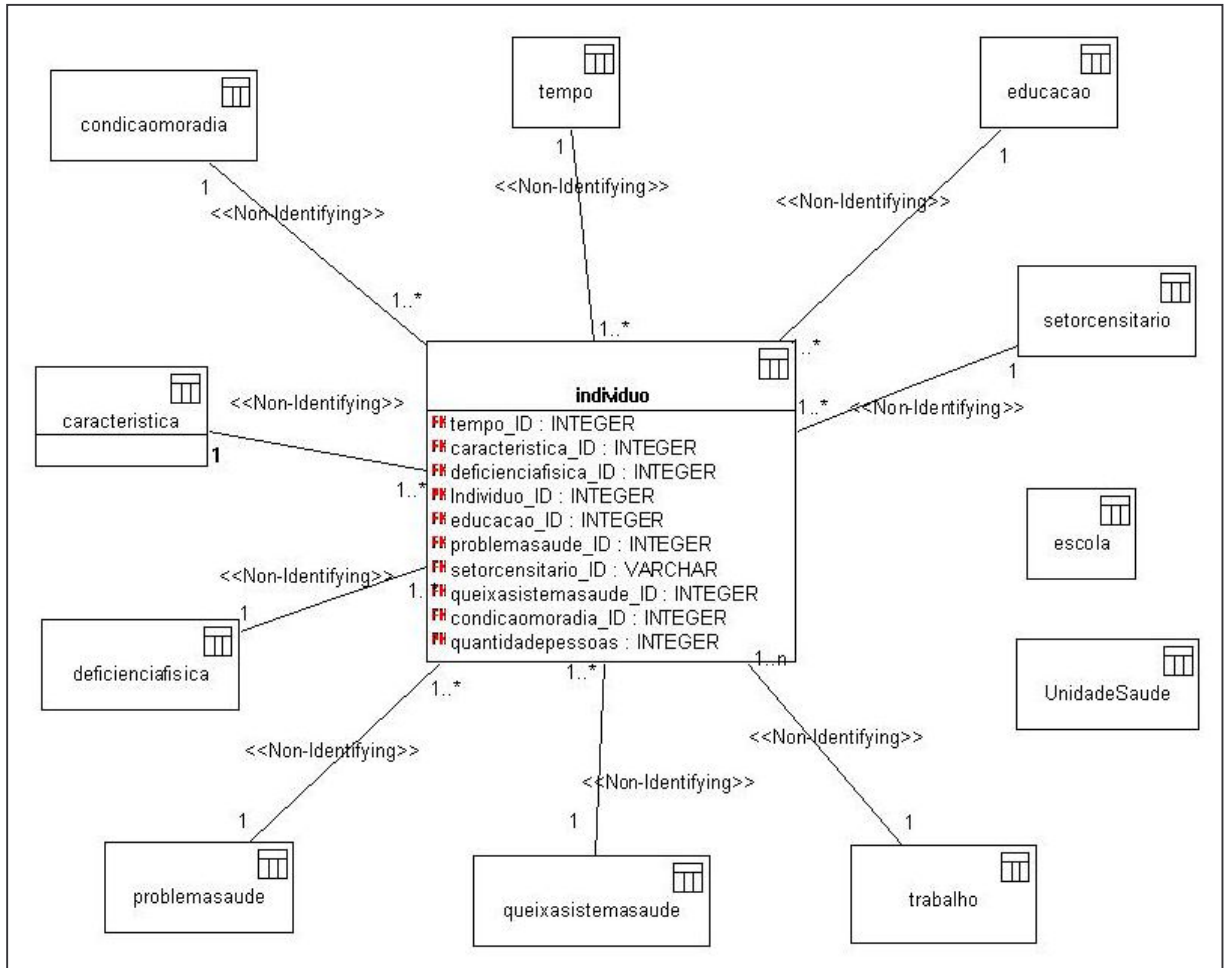 condicaomoradia
tempo
educacao
1
<<Non-Identifying>>
1..*
1
<<Non-Identifying>>
1..*
1
<<Non-Identifying>>
..*
setorcensitario
1
<<Non-Identifying>>
1..*
caracteristica
1
<<Non-Identifying>>
1..*
individuo
FK tempo_ID : INTEGER
FK caracteristica_ID : INTEGER
FK deficienciafisica_ID : INTEGER
FK Individuo_ID : INTEGER
FK educacao_ID : INTEGER
FK problemasaude_ID : INTEGER
FK setorcensitario_ID : VARCHAR
FK queixasistemasaude_ID : INTEGER
FK condicaomoradia_ID : INTEGER
FK quantidadepessoas : INTEGER
escola
<<Non-Identifying>>
1..*
1
deficienciafisica
UnidadeSaude
1..*
<<Non-Identifying>>
1
problemasaude
1..*
<<Non-Identifying>>
1
queixasistemasaude
1..n
<<Non-Identifying>>
1
trabalho